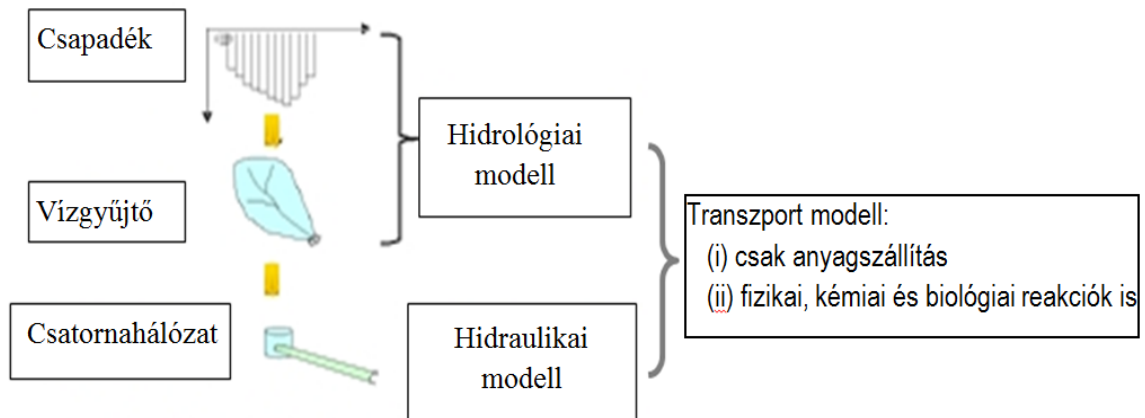 Csapadék
Hidrológiai
modell
Vízgyűjtő
Transzport modell:
(i) csak anyagszállítás
(ii) fizikai, kémiai és biológiai reakciók is
Csatornahálózat
Hidraulikai
modell